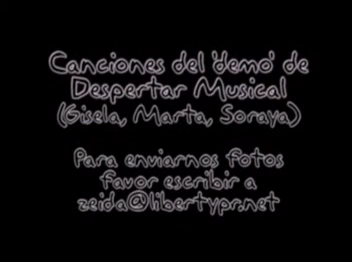 Canciones del 'demo' de
Despertar Musical
(Gisela, Marta, Soraya)
Para enviarnos fotos
favor escribir a
zeida@libertypr.net